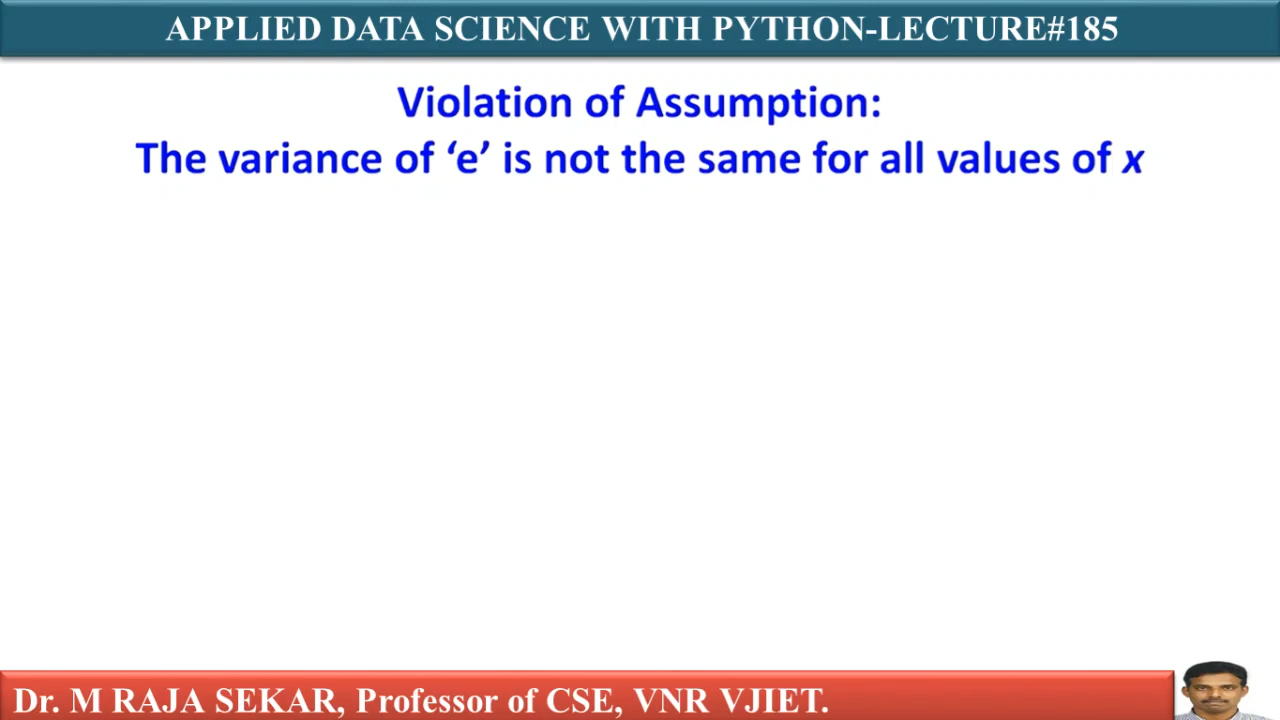 APPLIED DATA SCIENCE WITH PYTHON-LECTURE#185
Violation of Assumption:
The variance of ‘e’ is not the same for all values of x
Dr. M RAJA SEKAR, Professor of CSE, VNR VJIET.